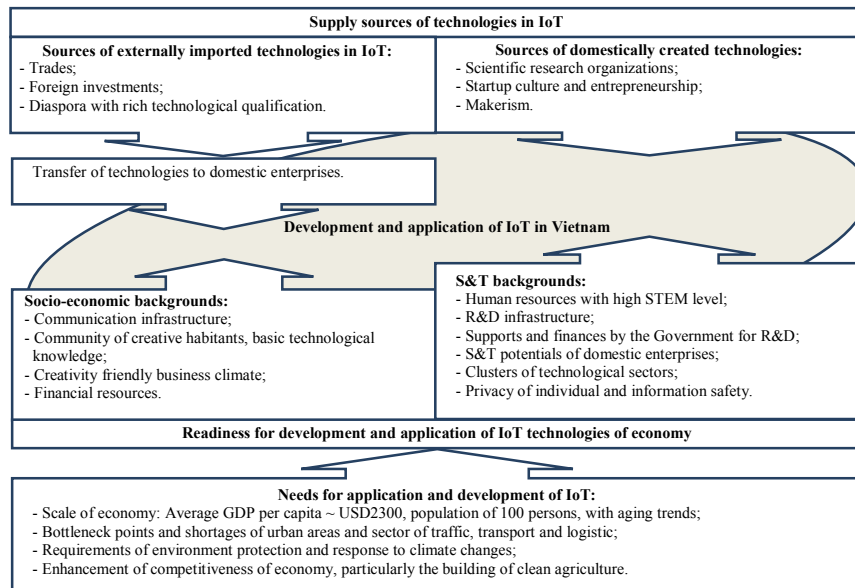 Supply sources of technologies in IoT
Sources of externally imported technologies in IoT:
- Trades;
- Foreign investments;
- Diaspora with rich technological qualification.
Sources of domestically created technologies:
- Scientific research organizations;
- Startup culture and entrepreneurship;
- Makerism.
Transfer of technologies to domestic enterprises.
Development and application of IoT in Vietnam
Socio-economic backgrounds:
- Communication infrastructure;
- Community of creative habitants, basic technological
knowledge;
- Creativity friendly business climate;
- Financial resources.
S&T backgrounds:
- Human resources with high STEM level;
- R&D infrastructure;
- Supports and finances by the Government for R&D;
- S&T potentials of domestic enterprises;
- Clusters of technological sectors;
- Privacy of individual and information safety.
Readiness for development and application of IoT technologies of economy
Needs for application and development of IoT:
- Scale of economy: Average GDP per capita ~ USD2300, population of 100 persons, with aging trends;
- Bottleneck points and shortages of urban areas and sector of traffic, transport and logistic;
- Requirements of environment protection and response to climate changes;
- Enhancement of competitiveness of economy, particularly the building of clean agriculture.